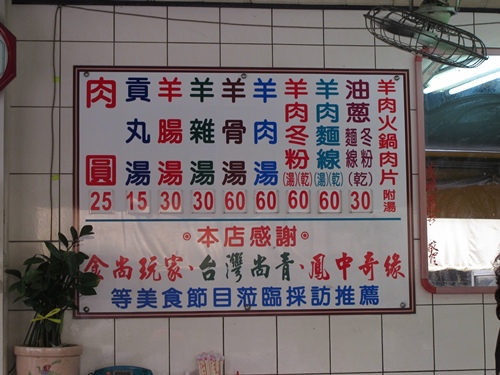 肉圓 25
貢丸湯 15
羊腸湯 30
羊雜湯 30
羊骨湯 60
羊肉湯 60
羊肉冬粉(湯)(乾) 60
羊肉麵線(湯)(乾) 60
油蔥麵線冬粉(乾) 30
羊肉火鍋肉片附湯
◎本店感謝◎
食尚玩家、台灣尚青、鳳中奇緣
等美食節目蒞臨採訪推薦